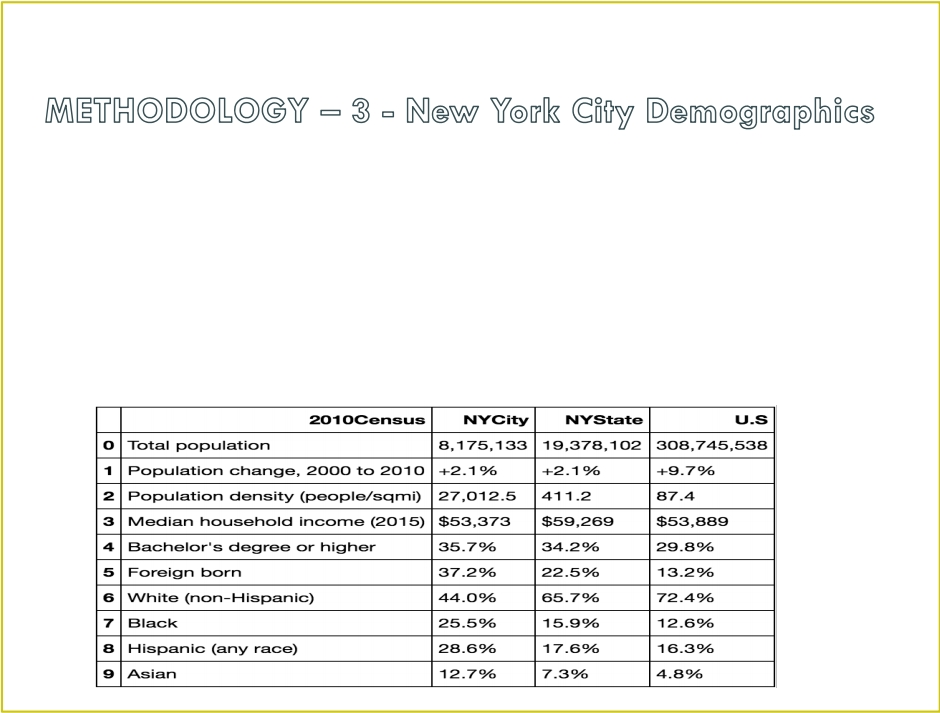 METHODOLOGY – 3 - New York City Demographics
2010Census NYCity NYState U.S
0 Total population 8,175,133 19,378,102 308,745,538
1 Population change, 2000 to 2010 +2.1% +2.1% +9.7%
2 Population density (people/sqmi) 27,012.5 411.2 87.4
3 Median household income (2015) $53,373 $59,269 $53,889
4 Bachelor's degree or higher 35.7% 34.2% 29.8%
5 Foreign born 37.2% 22.5% 13.2%
6 White (non-Hispanic) 44.0% 65.7% 72.4%
7 Black 25.5% 15.9% 12.6%
8 Hispanic (any race) 28.6% 17.6% 16.3%
9 Asian 12.7% 7.3% 4.8%